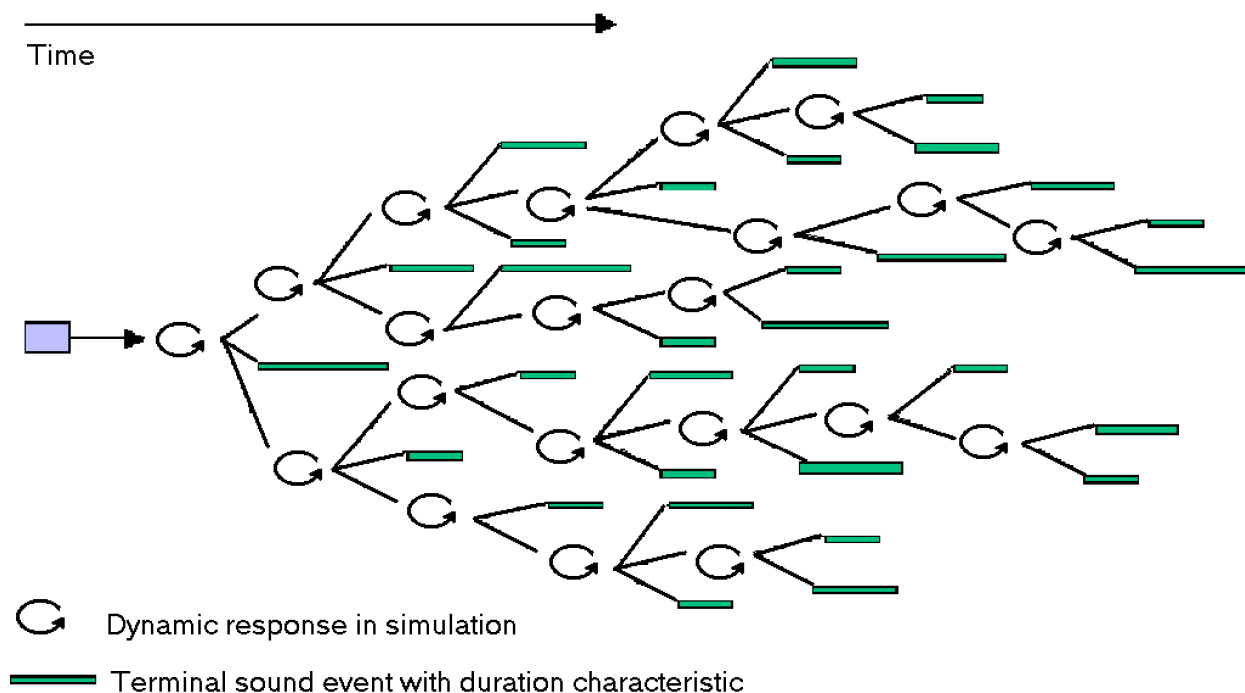 Time
Dynamic response in simulation
Terminal sound event with duration characteristic